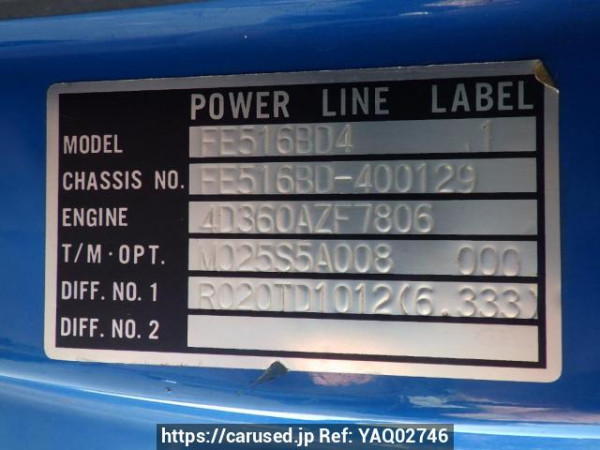 POWER LINE LABEL
MODEL FE516BD4 .1
CHASSIS NO. FE516BD-400129
ENGINE 4D360AZF7806
T/M·OPT. M025S5A008 000
DIFF. NO. 1 R020TD1012(6.333)
DIFF. NO. 2
https://carused.jp Ref: YAQ02746